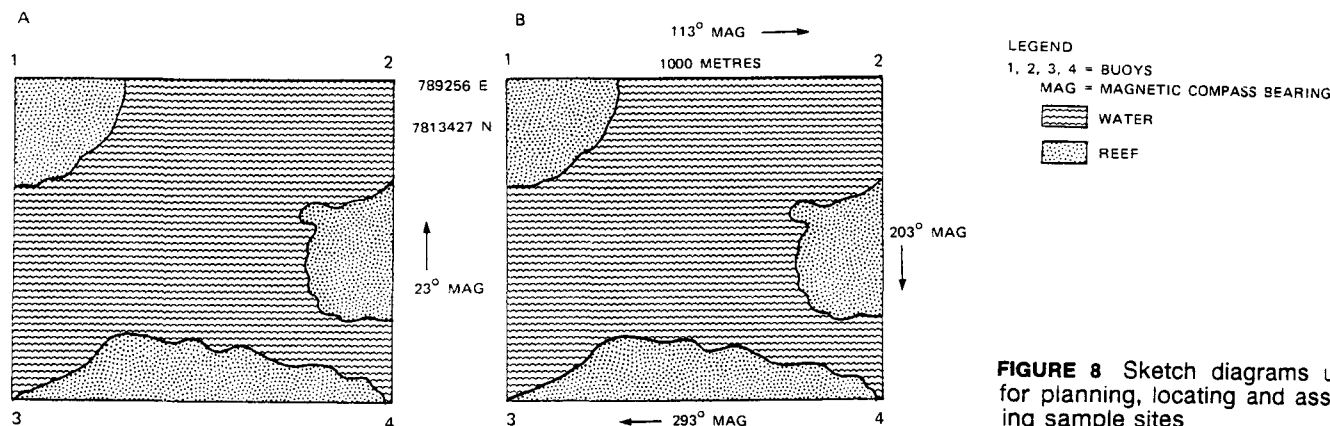 A
1 2
789256 E
7813427 N
23° MAG
3 4
B
113° MAG
1 1000 METRES 2
203° MAG
3 293° MAG 4
LEGEND
1, 2, 3, 4 = BUOYS
MAG = MAGNETIC COMPASS BEARING
WATER
REEF
FIGURE 8 Sketch diagrams
for planning, locating and ass
ing sample sites